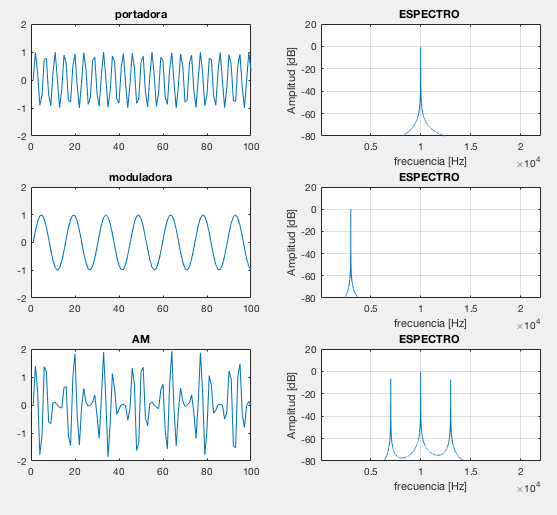 portadora
2
1
0
-1
-2
0 20 40 60 80 100
ESPECTRO
Amplitud [dB]
20
0
-20
-40
-60
-80
0.5 1 1.5 2
×10⁴
frecuencia [Hz]
moduladora
2
1
0
-1
-2
0 20 40 60 80 100
ESPECTRO
Amplitud [dB]
20
0
-20
-40
-60
-80
0.5 1 1.5 2
×10⁴
frecuencia [Hz]
AM
2
1
0
-1
-2
0 20 40 60 80 100
ESPECTRO
Amplitud [dB]
20
0
-20
-40
-60
-80
0.5 1 1.5 2
×10⁴
frecuencia [Hz]